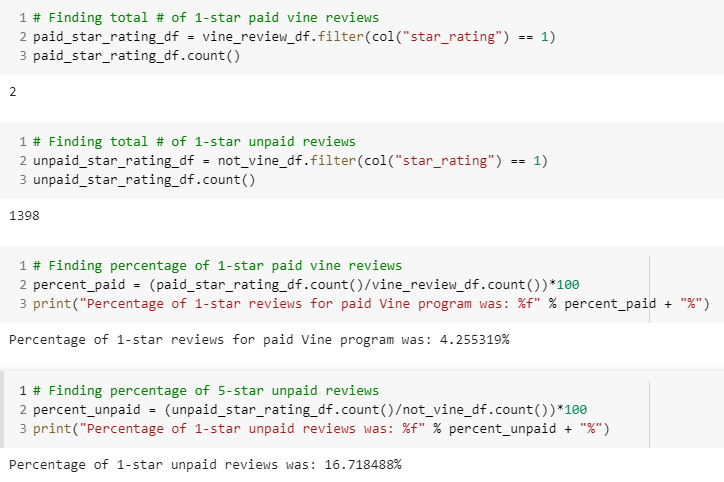 1 # Finding total # of 1-star paid vine reviews
2 paid_star_rating_df = vine_review_df.filter(col("star_rating") == 1)
3 paid_star_rating_df.count()
2
1 # Finding total # of 1-star unpaid reviews
2 unpaid_star_rating_df = not_vine_df.filter(col("star_rating") == 1)
3 unpaid_star_rating_df.count()
1398
1 # Finding percentage of 1-star paid vine reviews
2 percent_paid = (paid_star_rating_df.count()/vine_review_df.count())*100
3 print("Percentage of 1-star reviews for paid Vine program was: %f" % percent_paid + "%")
Percentage of 1-star reviews for paid Vine program was: 4.255319%
1 # Finding percentage of 5-star unpaid reviews
2 percent_unpaid = (unpaid_star_rating_df.count()/not_vine_df.count())*100
3 print("Percentage of 1-star unpaid reviews was: %f" % percent_unpaid + "%")
Percentage of 1-star unpaid reviews was: 16.718488%